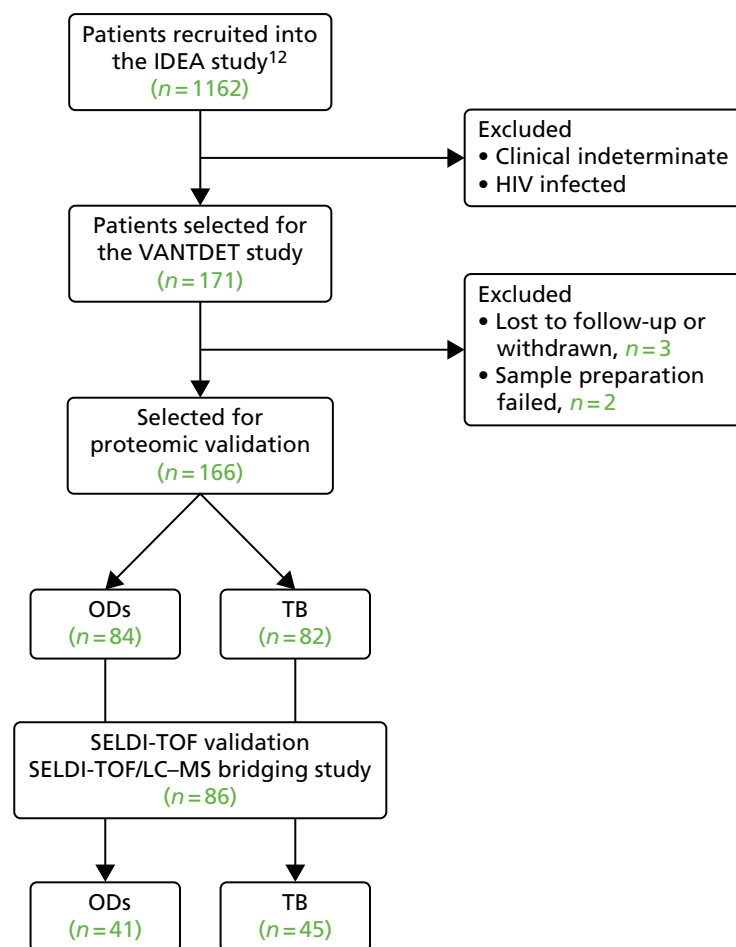 Patients recruited into
the IDEA study12
(n=1162)
Excluded
• Clinical indeterminate
• HIV infected
Patients selected for
the VANTDET study
(n=171)
Excluded
• Lost to follow-up or
withdrawn, n=3
• Sample preparation
failed, n=2
Selected for
proteomic validation
(n=166)
ODs
(n=84)
TB
(n=82)
SELDI-TOF validation
SELDI-TOF/LC–MS bridging study
(n=86)
ODs
(n=41)
TB
(n=45)